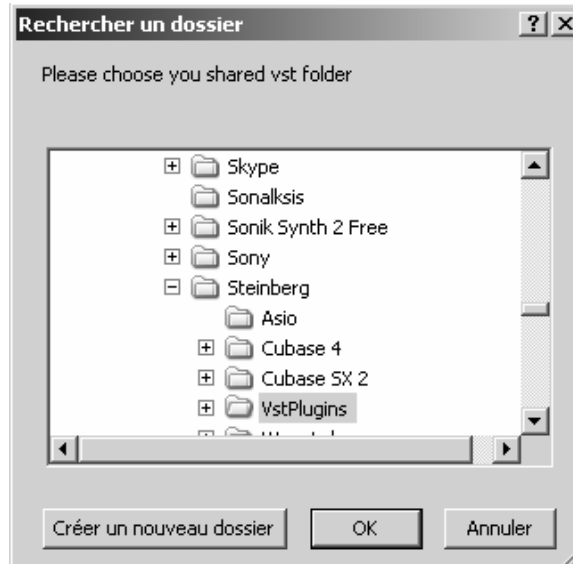 Rechercher un dossier
Please choose you shared vst folder
Skype
Sonalksis
Sonik Synth 2 Free
Sony
Steinberg
Asio
Cubase 4
Cubase SX 2
VstPlugins
Créer un nouveau dossier
OK
Annuler